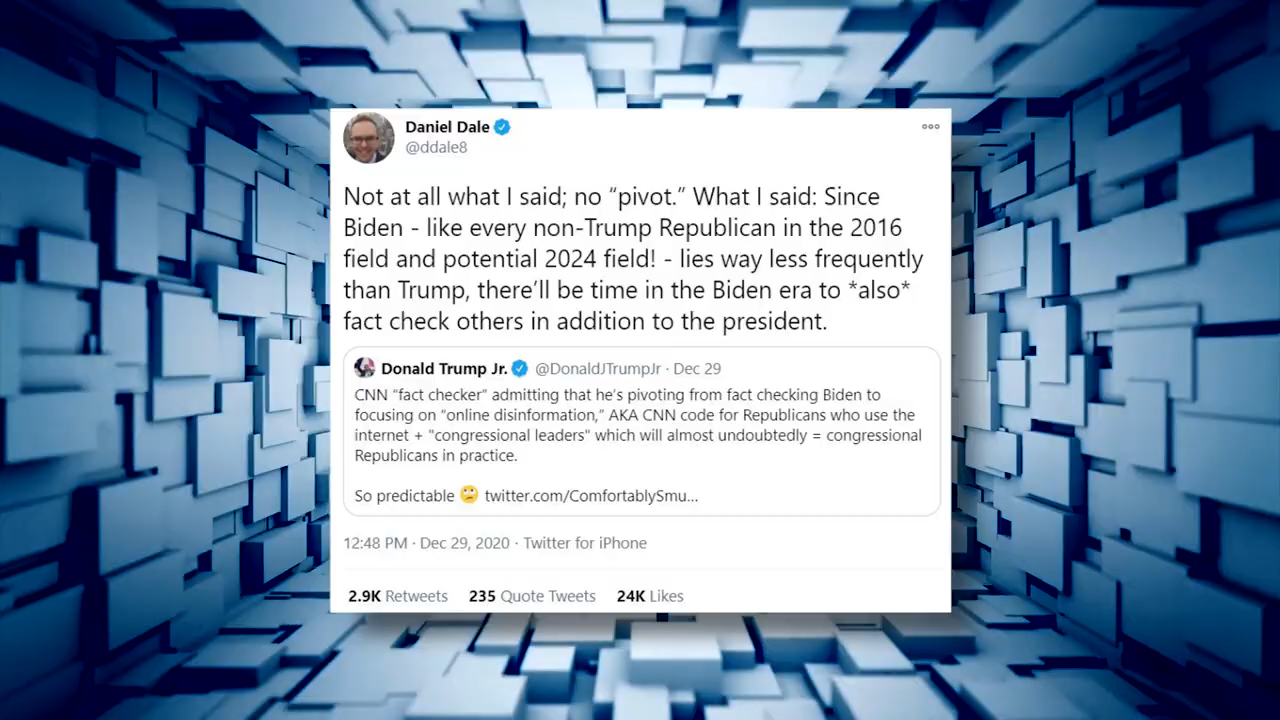 Daniel Dale
@ddale8
Not at all what I said; no “pivot.” What I said: Since
Biden - like every non-Trump Republican in the 2016
field and potential 2024 field! - lies way less frequently
than Trump, there’ll be time in the Biden era to *also*
fact check others in addition to the president.
Donald Trump Jr. @DonaldJTrumpJr · Dec 29
CNN “fact checker” admitting that he’s pivoting from fact checking Biden to
focusing on “online disinformation,” AKA CNN code for Republicans who use the
internet + "congressional leaders" which will almost undoubtedly = congressional
Republicans in practice.
So predictable 🙄 twitter.com/ComfortablySmu...
12:48 PM · Dec 29, 2020 · Twitter for iPhone
2.9K Retweets 235 Quote Tweets 24K Likes